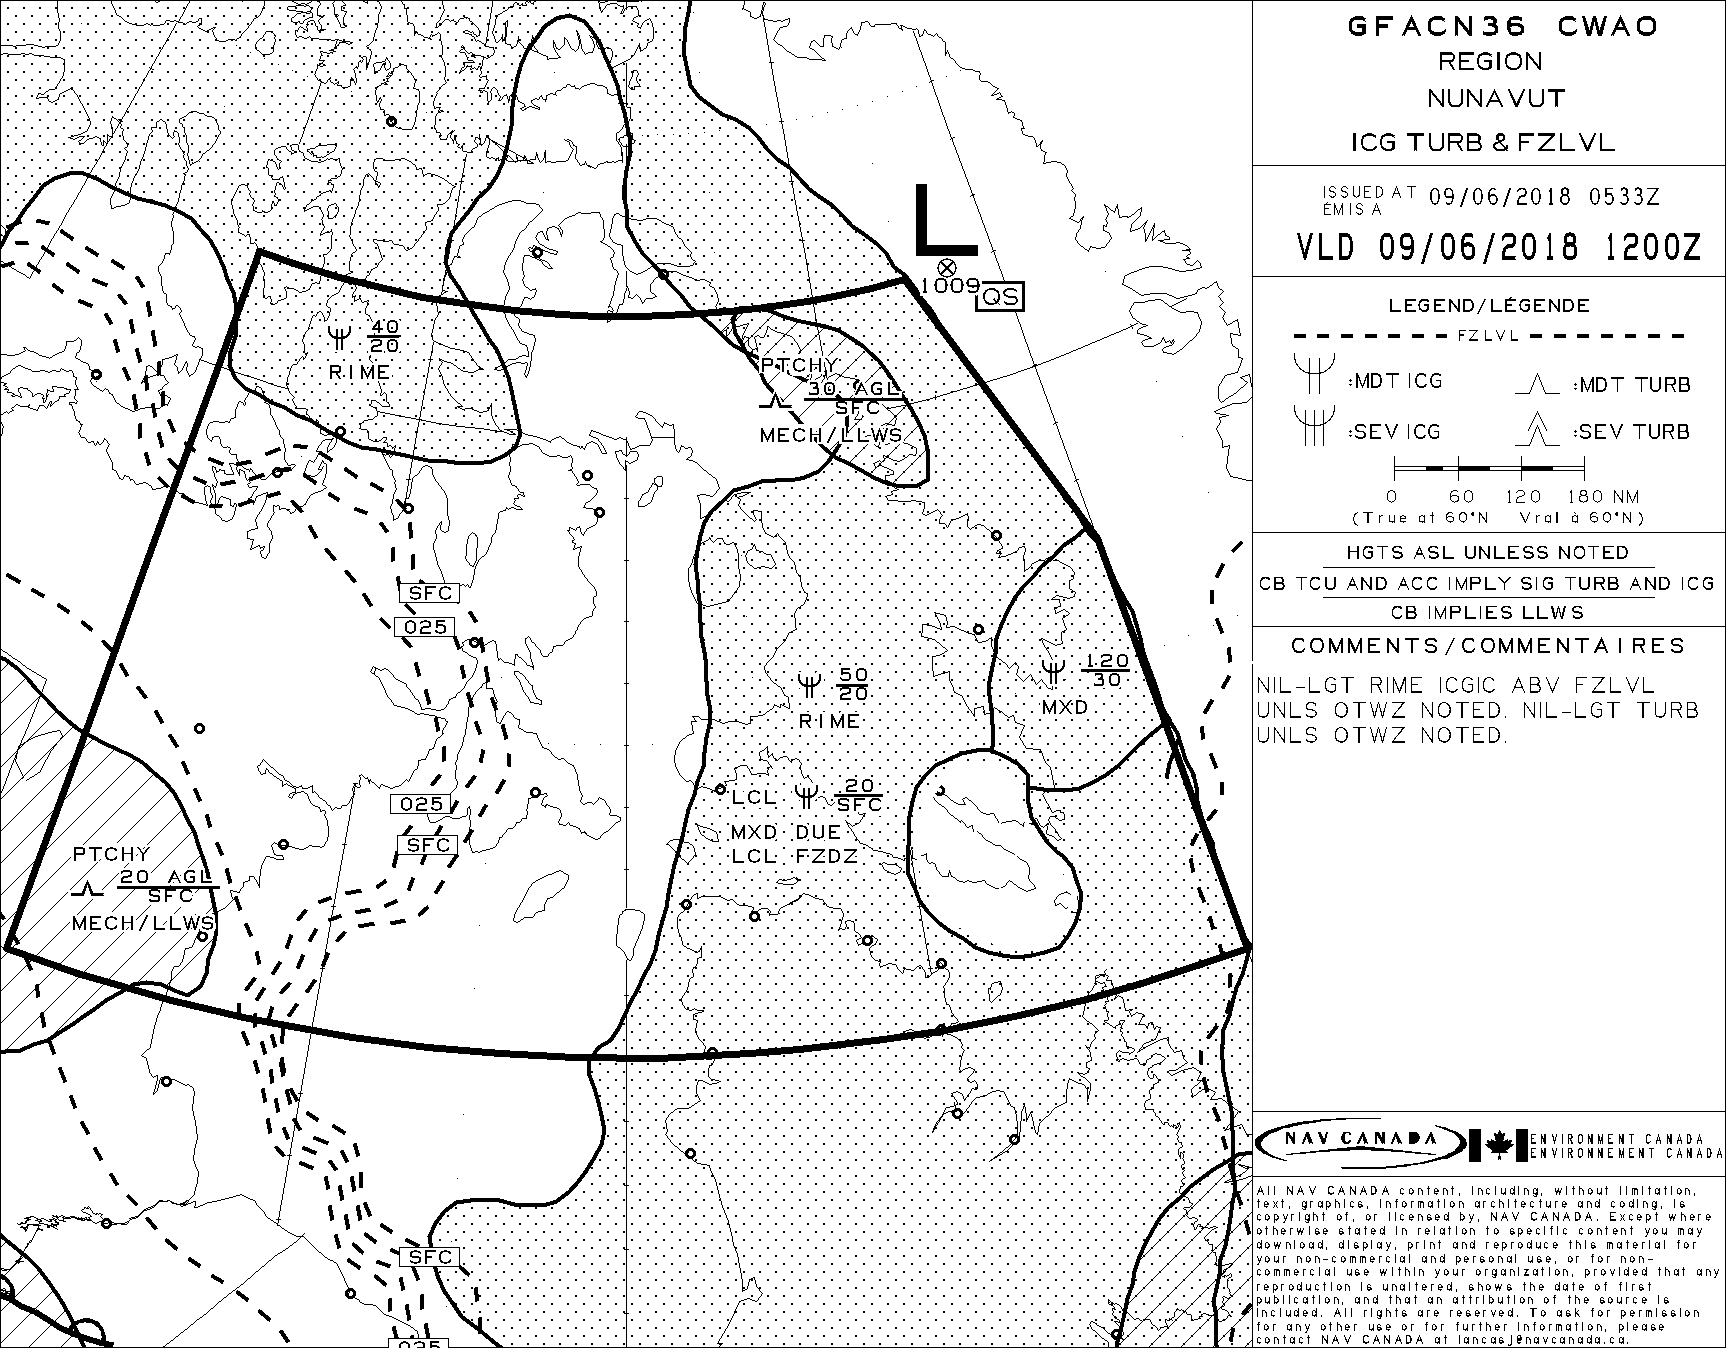 GFACN36 CWAO
REGION
NUNAVUT
ICG TURB & FZLVL
ISSUED AT 09/06/2018 0533Z
EMIS A
VLD 09/06/2018 1200Z
LEGEND/LÉGENDE
FZLVL
:MDT ICG :MDT TURB
:SEV ICG :SEV TURB
0 60 120 180 NM
(True at 60°N Vrai à 60°N)
HGTS ASL UNLESS NOTED
CB TCU AND ACC IMPLY SIG TURB AND ICG
CB IMPLIES LLWS
COMMENTS/COMMENTAIRES
NIL-LGT RIME ICGIC ABV FZLVL
UNLS OTWZ NOTED. NIL-LGT TURB
UNLS OTWZ NOTED.
NAV CANADA
ENVIRONMENT CANADA
ENVIRONNEMENT CANADA
All NAV CANADA content, including, without limitation,
text, graphics, information architecture and coding, is
copyright of, or licensed by, NAV CANADA. Except where
otherwise stated in relation to specific content you may
download, display, print and reproduce this material for
your non-commercial and personal use, or for non-
commercial use within your organization, provided that any
reproduction is unaltered, shows the date of first
publication, and that an attribution of the source is
included. All rights are reserved. To ask for permission
for any other use or for further information, please
contact NAV CANADA at lancasj@navcanada.ca.
L
1009
QS
40
20
RIME
PTCHY
30 AGL
SFC
MECH/LLWS
SFC
025
50
20
RIME
120
30
MXD
LCL 20
SFC
MXD DUE
LCL FZDZ
025
SFC
PTCHY
20 AGL
SFC
MECH/LLWS
SFC
025